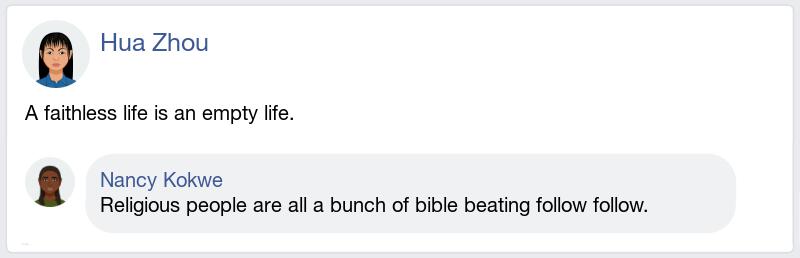 Hua Zhou
A faithless life is an empty life.
Nancy Kokwe
Religious people are all a bunch of bible beating follow follow.